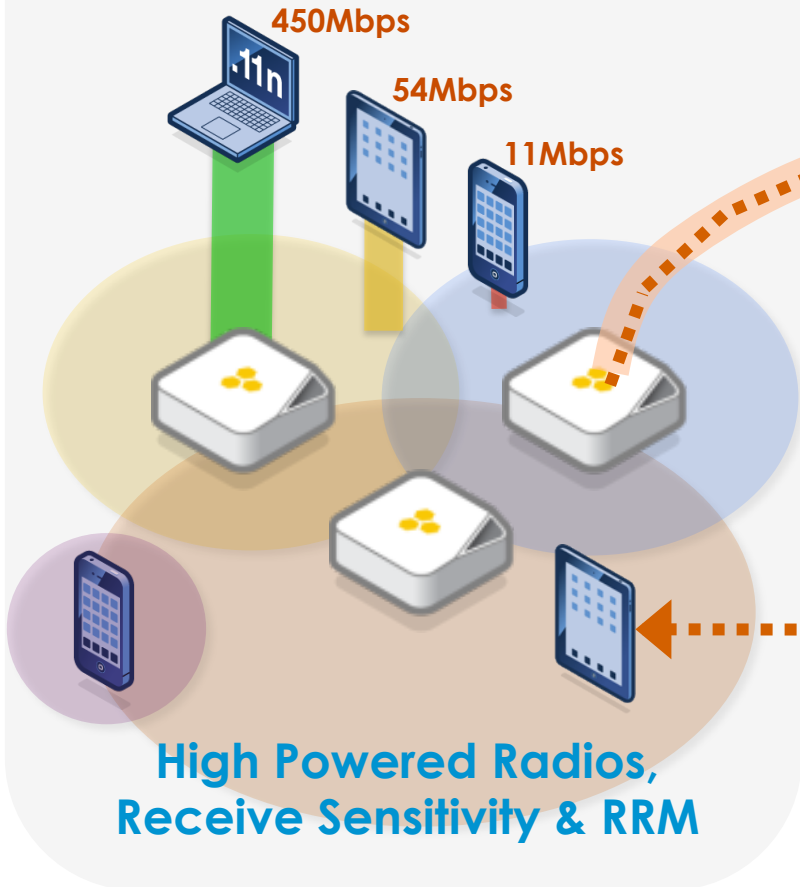 450Mbps
.11n
54Mbps
11Mbps
High Powered Radios,
Receive Sensitivity & RRM